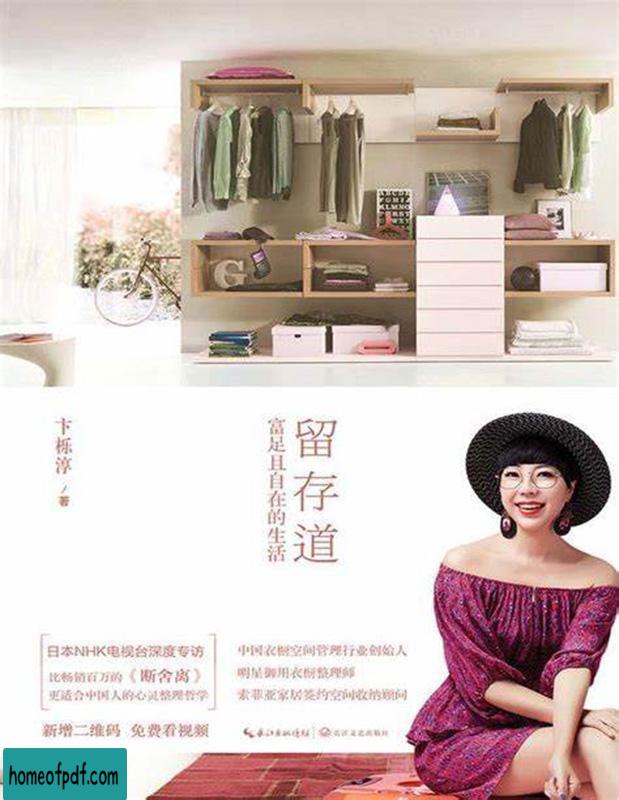 ABCD
留存道
富足且自在的生活
卞栎淳/著
日本NHK电视台深度专访
比畅销百万的《断舍离》
更适合中国人的心灵整理哲学
中国衣橱空间管理行业创始人
明星御用衣橱整理师
索菲亚家居签约空间收纳顾问
新增二维码 免费看视频
长江出版传媒
长江文艺出版社
homeofpdf.com